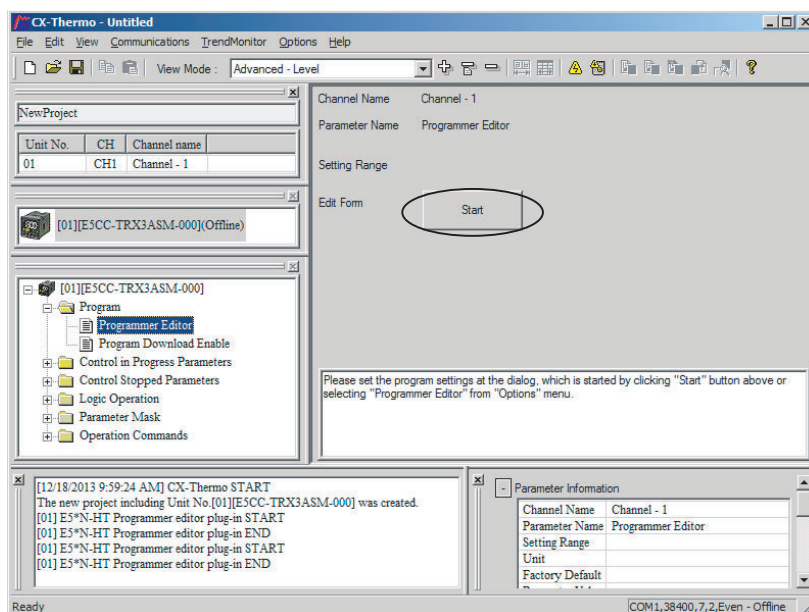 CX-Thermo - Untitled
File Edit View Communications TrendMonitor Options Help
View Mode : Advanced - Level
NewProject
Unit No. CH Channel name
01 CH1 Channel - 1
[01][E5CC-TRX3ASM-000](Offline)
[01][E5CC-TRX3ASM-000]
Program
Programmer Editor
Program Download Enable
Control in Progress Parameters
Control Stopped Parameters
Logic Operation
Parameter Mask
Operation Commands
Channel Name Channel - 1
Parameter Name Programmer Editor
Setting Range
Edit Form Start
Please set the program settings at the dialog, which is started by clicking "Start" button above or
selecting "Programmer Editor" from "Options" menu.
[12/18/2013 9:59:24 AM] CX-Thermo START
The new project including Unit No.[01][E5CC-TRX3ASM-000] was created.
[01] E5*N-HT Programmer editor plug-in START
[01] E5*N-HT Programmer editor plug-in END
[01] E5*N-HT Programmer editor plug-in START
[01] E5*N-HT Programmer editor plug-in END
Parameter Information
Channel Name Channel - 1
Parameter Name Programmer Editor
Setting Range
Unit
Factory Default
Ready COM1,38400,7,2,Even - Offline